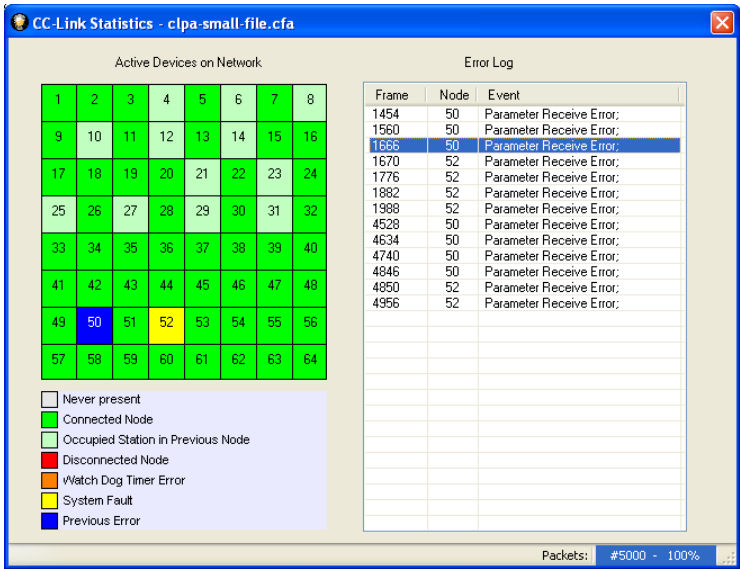 CC-Link Statistics - clpa-small-file.cfa
Active Devices on Network
1 2 3 4 5 6 7 8
9 10 11 12 13 14 15 16
17 18 19 20 21 22 23 24
25 26 27 28 29 30 31 32
33 34 35 36 37 38 39 40
41 42 43 44 45 46 47 48
49 50 51 52 53 54 55 56
57 58 59 60 61 62 63 64
Never present
Connected Node
Occupied Station in Previous Node
Disconnected Node
Watch Dog Timer Error
System Fault
Previous Error
Error Log
Frame Node Event
1454 50 Parameter Receive Error;
1560 50 Parameter Receive Error;
1666 50 Parameter Receive Error;
1670 52 Parameter Receive Error;
1776 52 Parameter Receive Error;
1882 52 Parameter Receive Error;
1988 52 Parameter Receive Error;
4528 50 Parameter Receive Error;
4634 50 Parameter Receive Error;
4740 50 Parameter Receive Error;
4846 50 Parameter Receive Error;
4850 52 Parameter Receive Error;
4956 52 Parameter Receive Error;
Packets: #5000 - 100%